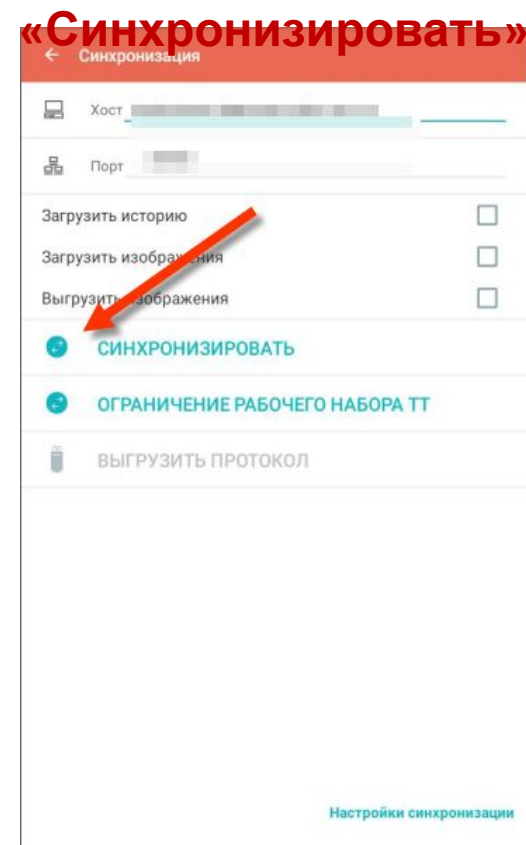 «Синхронизировать»
Синхронизация
Хост
Порт
Загрузить историю
Загрузить изображения
Выгрузить изображения
СИНХРОНИЗИРОВАТЬ
ОГРАНИЧЕНИЕ РАБОЧЕГО НАБОРА ТТ
ВЫГРУЗИТЬ ПРОТОКОЛ
Настройки синхронизации